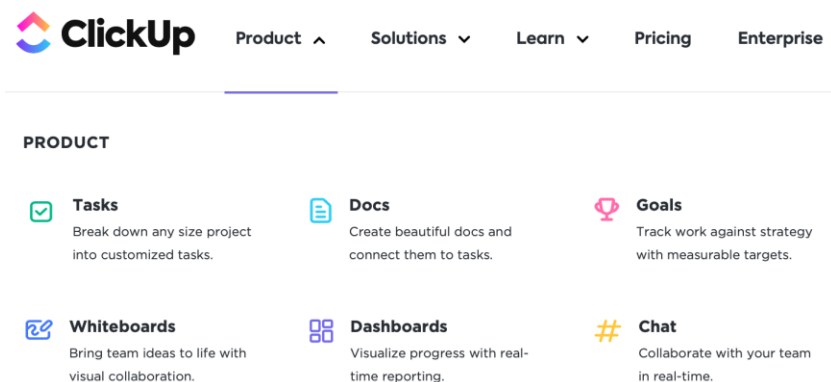 ClickUp Product Solutions Learn Pricing Enterprise
PRODUCT
Tasks
Break down any size project
into customized tasks.
Docs
Create beautiful docs and
connect them to tasks.
Goals
Track work against strategy
with measurable targets.
Whiteboards
Bring team ideas to life with
visual collaboration.
Dashboards
Visualize progress with real-
time reporting.
Chat
Collaborate with your team
in real-time.